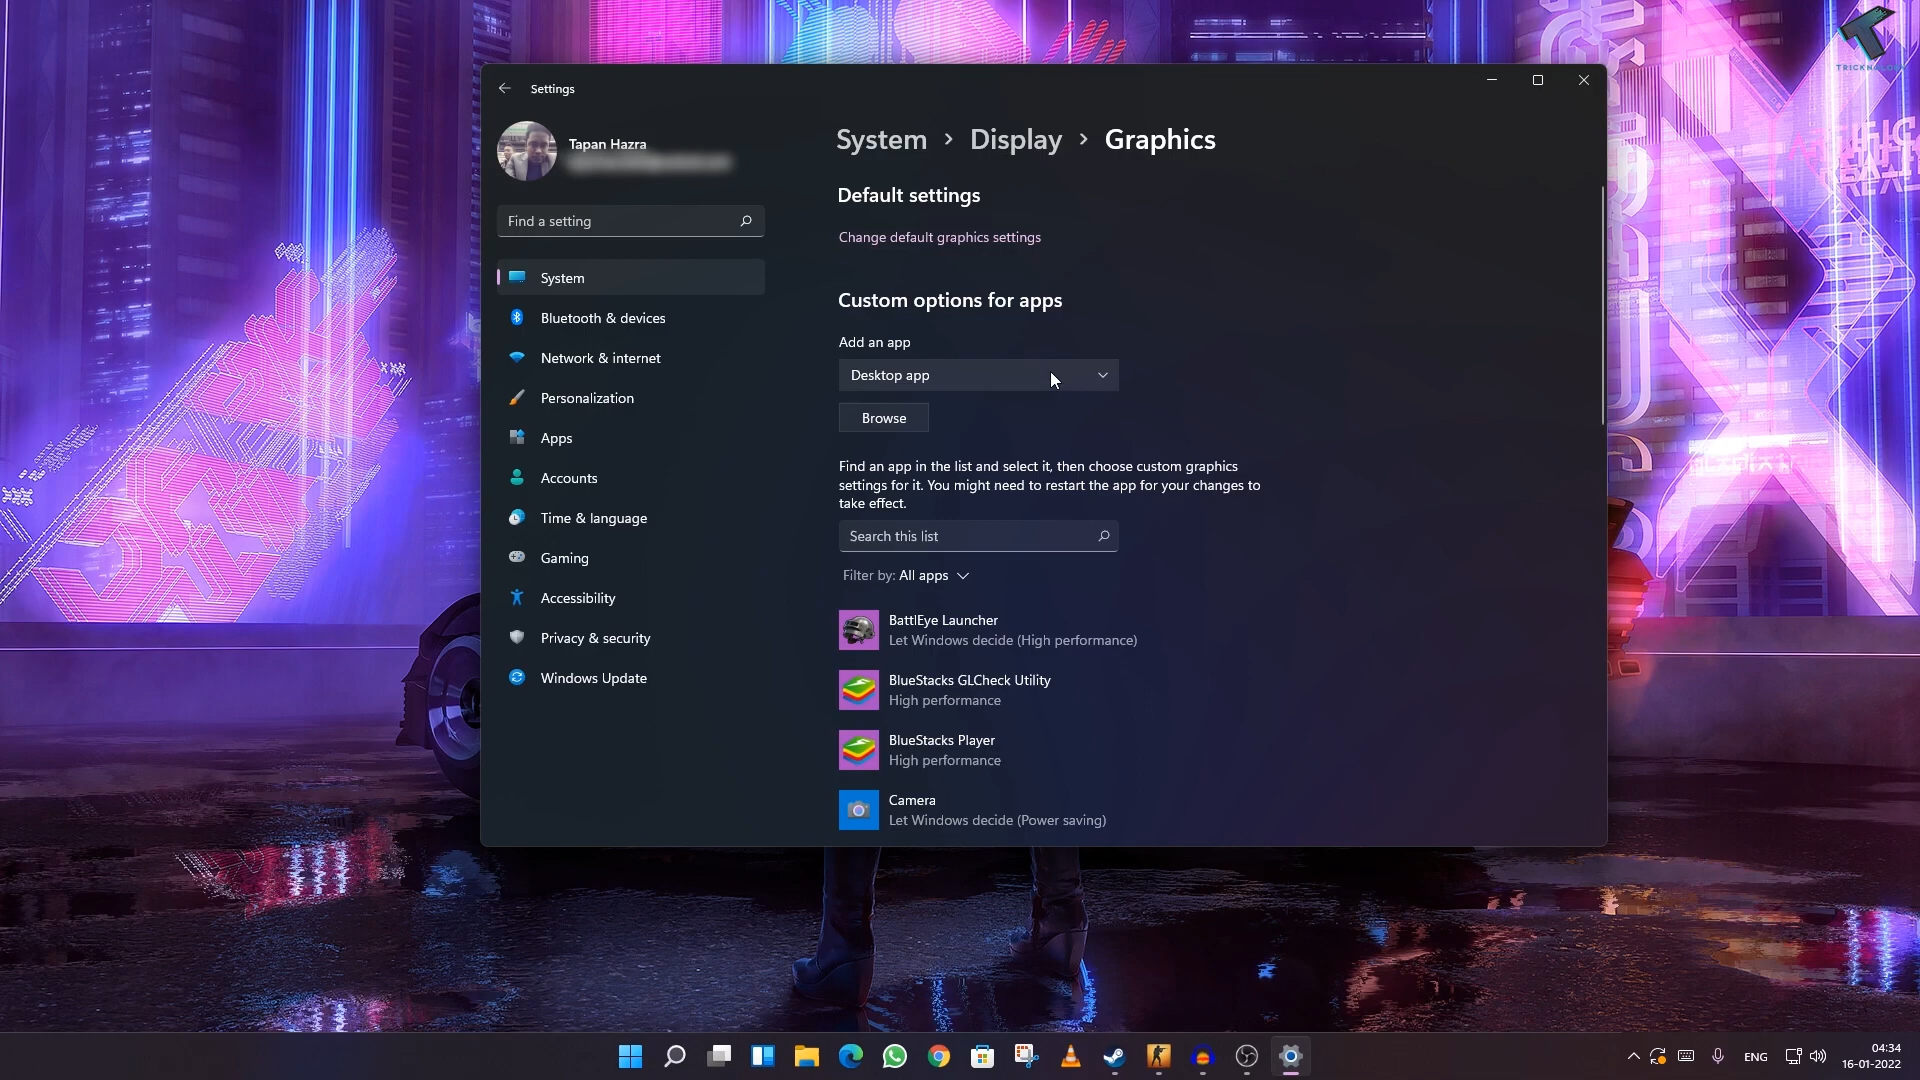 Settings
Tapan Hazra
Find a setting
System
Bluetooth & devices
Network & internet
Personalization
Apps
Accounts
Time & language
Gaming
Accessibility
Privacy & security
Windows Update
System > Display > Graphics
Default settings
Change default graphics settings
Custom options for apps
Add an app
Desktop app
Browse
Find an app in the list and select it, then choose custom graphics
settings for it. You might need to restart the app for your changes to
take effect.
Search this list
Filter by: All apps
BattlEye Launcher
Let Windows decide (High performance)
BlueStacks GLCheck Utility
High performance
BlueStacks Player
High performance
Camera
Let Windows decide (Power saving)
ENG
04:34
16-01-2022